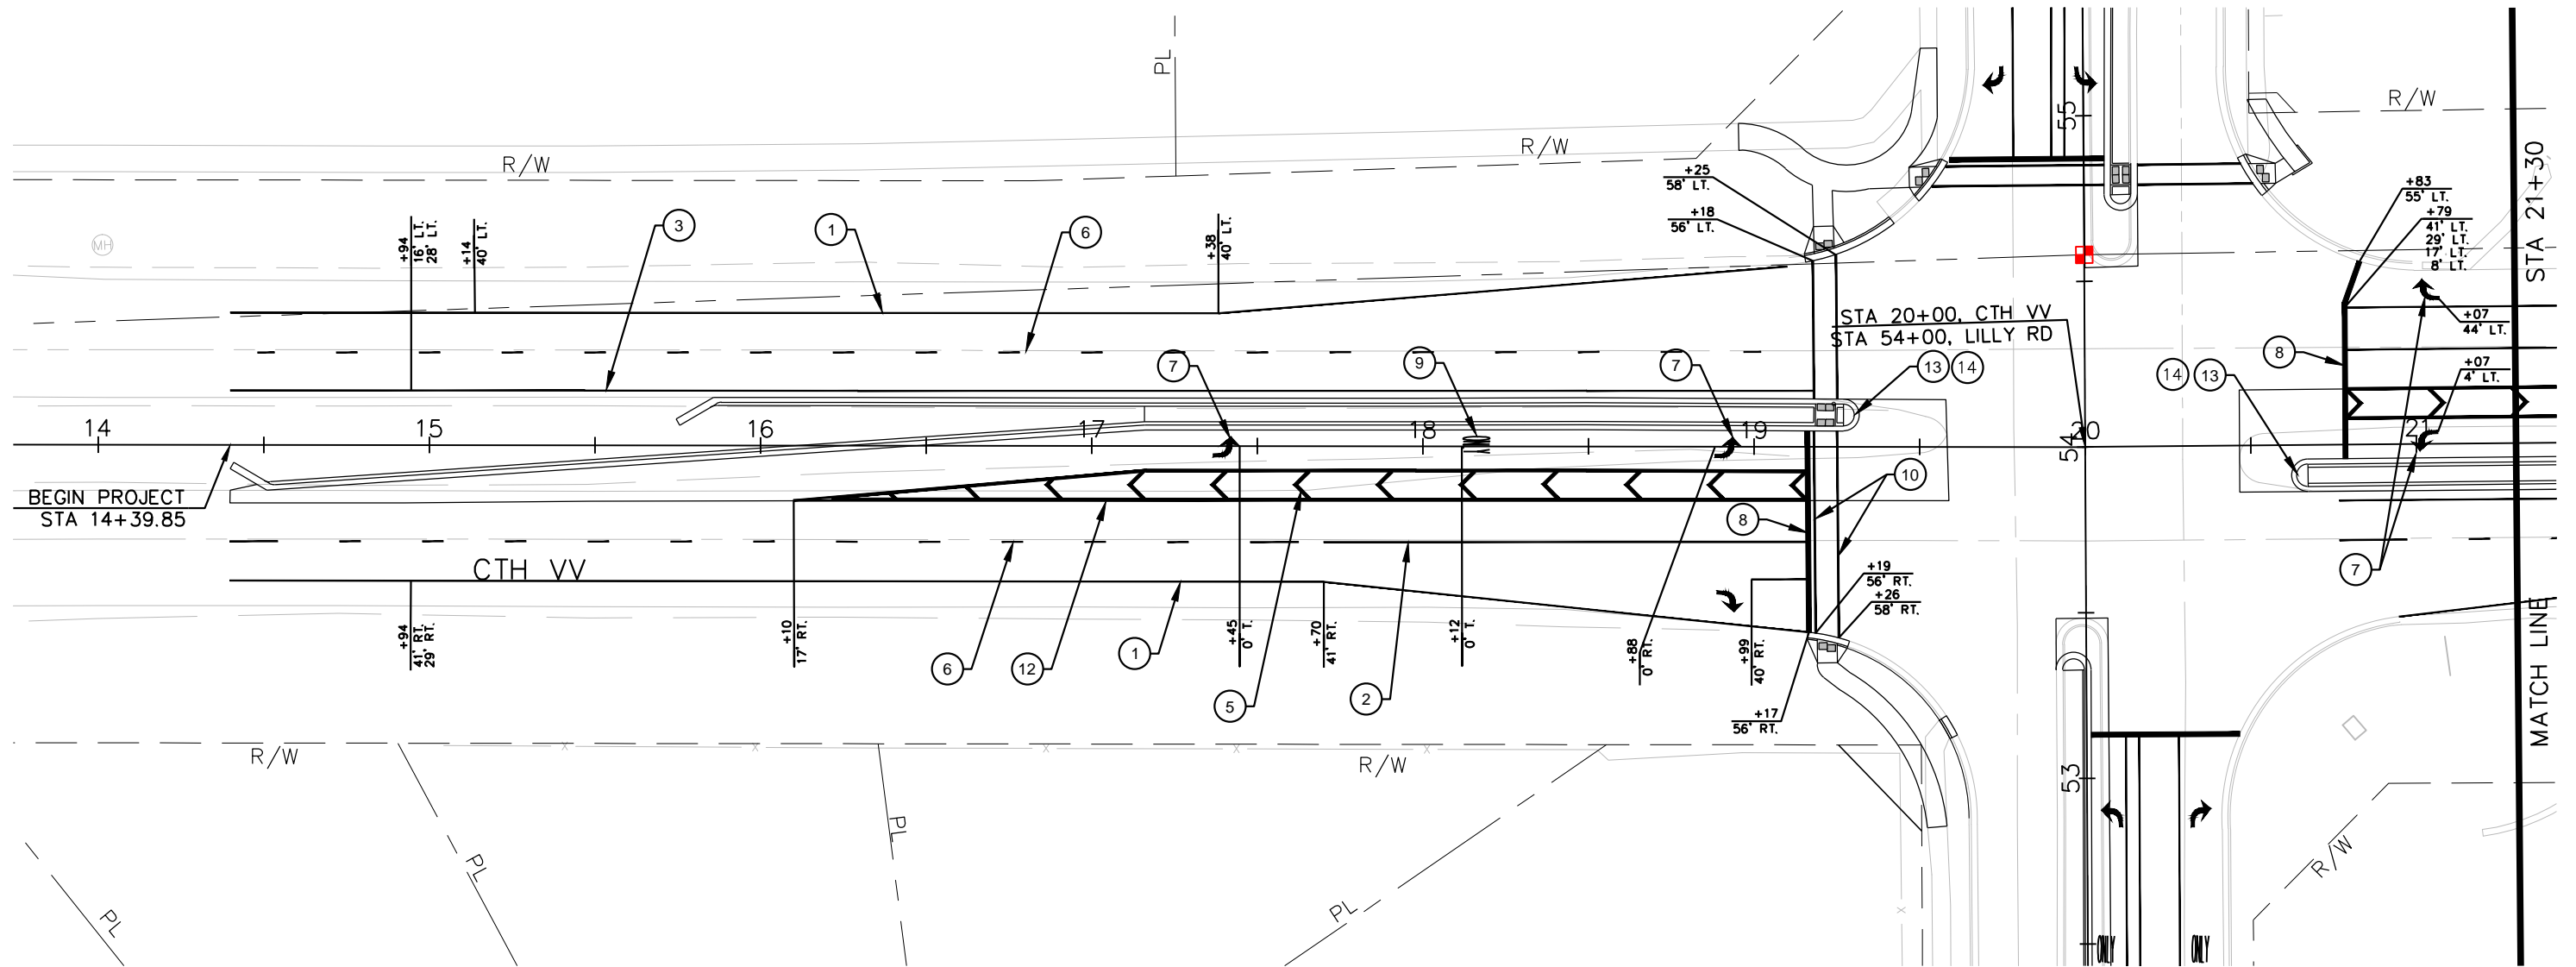 PL
R/W
R/W
R/W
55
STA 21+30
+25
58' LT.
+18
56' LT.
+83
55' LT.
+79
41' LT.
29' LT.
17' LT.
8' LT.
MH
+94
16' LT.
28' LT.
+14
40' LT.
3
1
+38
40' LT.
6
STA 20+00, CTH VV
STA 54+00, LILLY RD
+07
44' LT.
7
9
7
13
14
14
13
8
+07
4' LT.
14
15
16
17
18
19
20
21
54
ONLY
BEGIN PROJECT
STA 14+39.85
10
8
CTH VV
7
+19
56' RT.
+26
58' RT.
+94
41' RT.
29' RT.
+10
17' RT.
6
12
1
+45
0' T.
5
+70
41' RT.
2
+12
0' T.
+88
0' RT.
+99
40' RT.
+17
56' RT.
MATCH LINE
R/W
R/W
53
PL
PL
PL
PL
R/W
ONLY
ONLY